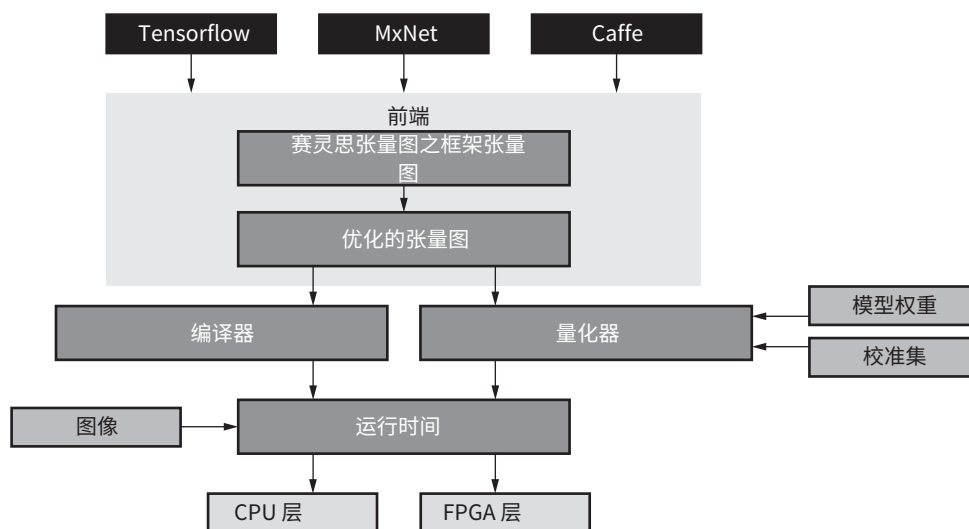 Tensorflow
MxNet
Caffe
前端
赛灵思张量图之框架张量
图
优化的张量图
编译器
量化器
模型权重
校准集
图像
运行时间
CPU 层
FPGA 层